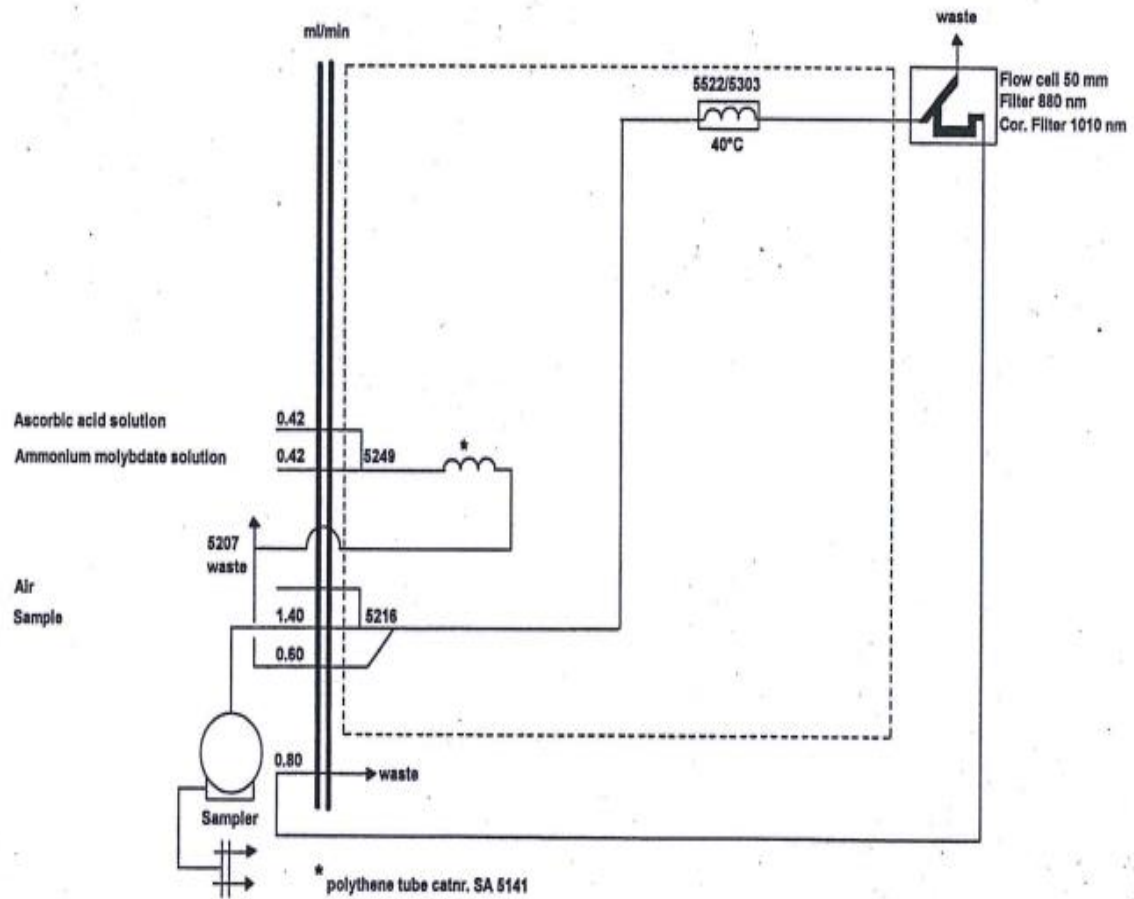 waste
ml/min
5522/5303
Flow cell 50 mm
Filter 880 nm
Cor. Filter 1010 nm
40°C
Ascorbic acid solution
0.42
*
Ammonium molybdate solution
0.42
5249
5207
waste
Air
Sample
1.40
5216
0.60
0.80
waste
Sampler
* polythene tube catnr. SA 5141